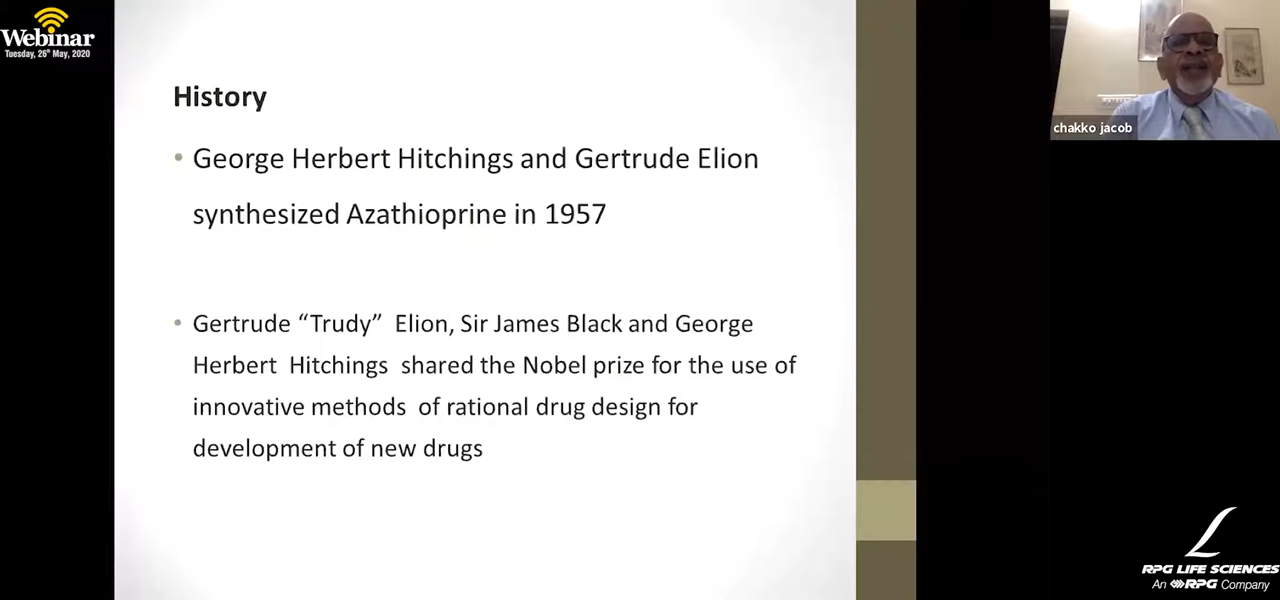 Webinar
Tuesday, 26th May, 2020
History
• George Herbert Hitchings and Gertrude Elion
synthesized Azathioprine in 1957
• Gertrude “Trudy” Elion, Sir James Black and George
Herbert Hitchings shared the Nobel prize for the use of
innovative methods of rational drug design for
development of new drugs
chakko jacob
RPG LIFE SCIENCES
An RPG Company